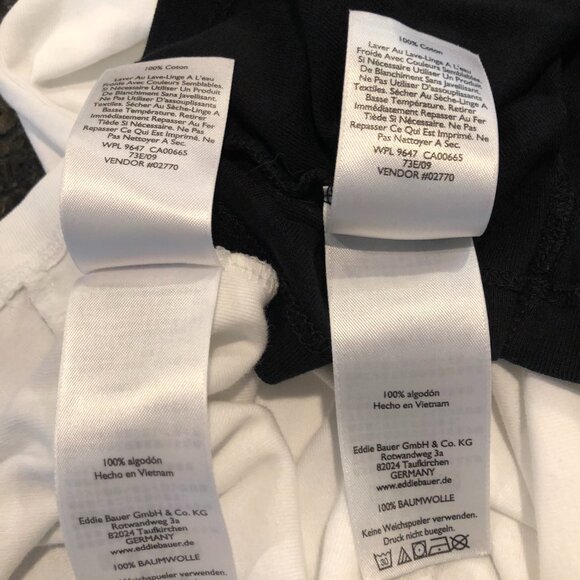 100% Coton
Laver Au Lave-Linge A L'eau
Froide Avec Couleurs Semblables.
Si Nécessaire Utiliser Un Produit
De Blanchiment Sans Javellisant.
Ne Pas Utiliser D'assouplissants
Textiles. Sécher Au Sèche-Linge A
Basse Température. Retirer
Immédiatement. Repasser Au Fer
Tiède Si Nécessaire. Ne Pas
Repasser Ce Qui Est Imprimé. Ne
Pas Nettoyer A Sec.
WPL 9647 CA00665
73E/09
VENDOR #02770
100% algodón
Hecho en Vietnam
Eddie Bauer GmbH & Co. KG
Rotwandweg 3a
82024 Taufkirchen
GERMANY
www.eddiebauer.de
100% BAUMWOLLE
100% Coton
Laver Au Lave-Linge A L'eau
Froide Avec Couleurs Semblables.
Si Nécessaire Utiliser Un Produit
De Blanchiment Sans Javellisant.
Ne Pas Utiliser D'assouplissants
Textiles. Sécher Au Sèche-Linge A
Basse Température. Retirer
Immédiatement. Repasser Au Fer
Tiède Si Nécessaire. Ne Pas
Repasser Ce Qui Est Imprimé. Ne
Pas Nettoyer A Sec.
WPL 9647 CA00665
73E/09
VENDOR #02770
100% algodón
Hecho en Vietnam
Eddie Bauer GmbH & Co. KG
Rotwandweg 3a
82024 Taufkirchen
GERMANY
www.eddiebauer.de
100% BAUMWOLLE
Keine Weichspueler verwenden.
Druck nicht buegeln.